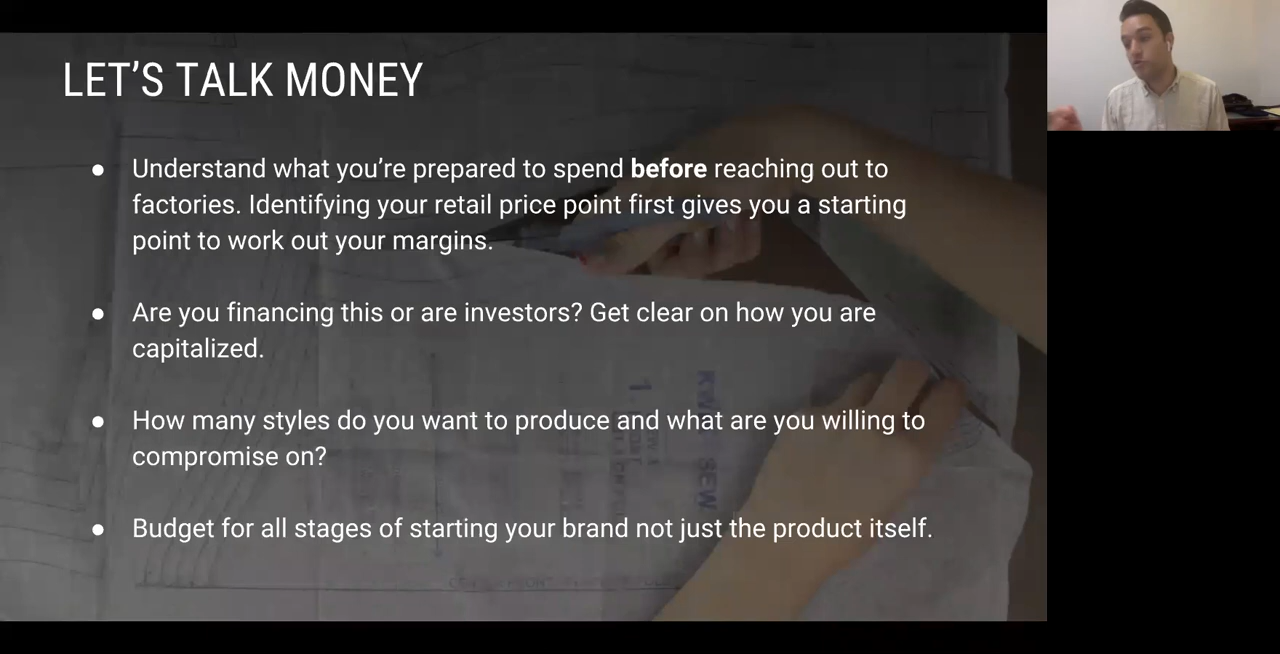 LET’S TALK MONEY
● Understand what you’re prepared to spend before reaching out to
factories. Identifying your retail price point first gives you a starting
point to work out your margins.
● Are you financing this or are investors? Get clear on how you are
capitalized.
● How many styles do you want to produce and what are you willing to
compromise on?
● Budget for all stages of starting your brand not just the product itself.
SEW